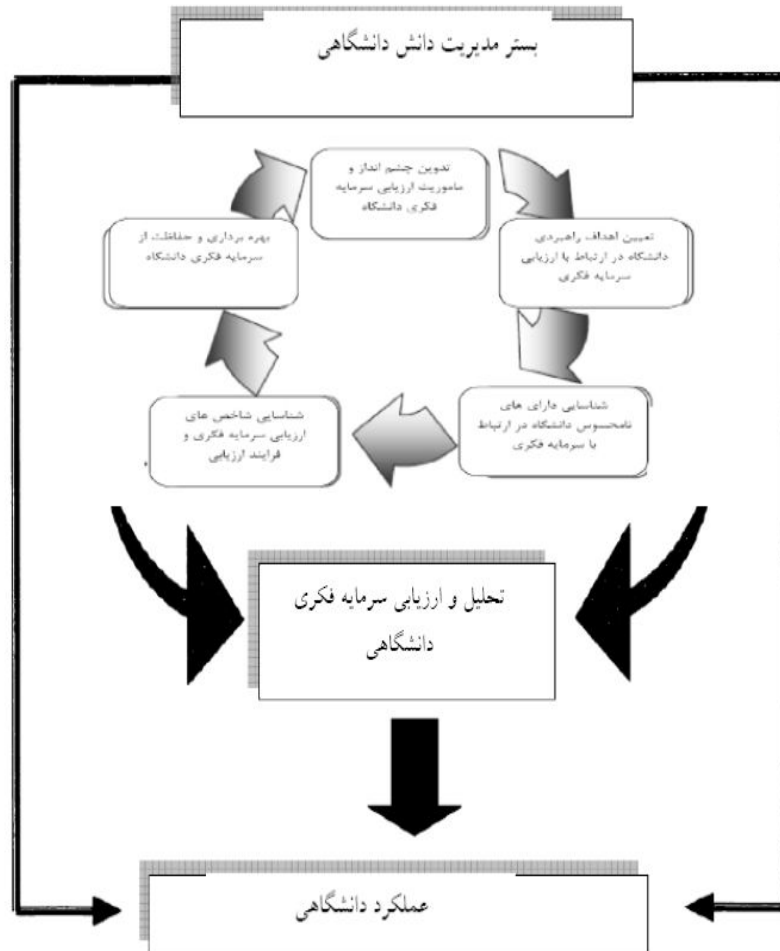 بستر مدیریت دانش دانشگاهی
تدوین چشم انداز و
ماموریت ارزیابی سرمایه
فکری دانشگاه
تعیین اهداف راهبردی
دانشگاه در ارتباط با ارزیابی
سرمایه فکری
شناسایی دارای های
نامحسوس دانشگاه در ارتباط
با سرمایه فکری
شناسایی شاخص های
ارزیابی سرمایه فکری و
فرایند ارزیابی
بهره برداری و حفاظت از
سرمایه فکری دانشگاه
تحلیل و ارزیابی سرمایه فکری
دانشگاهی
عملکرد دانشگاهی